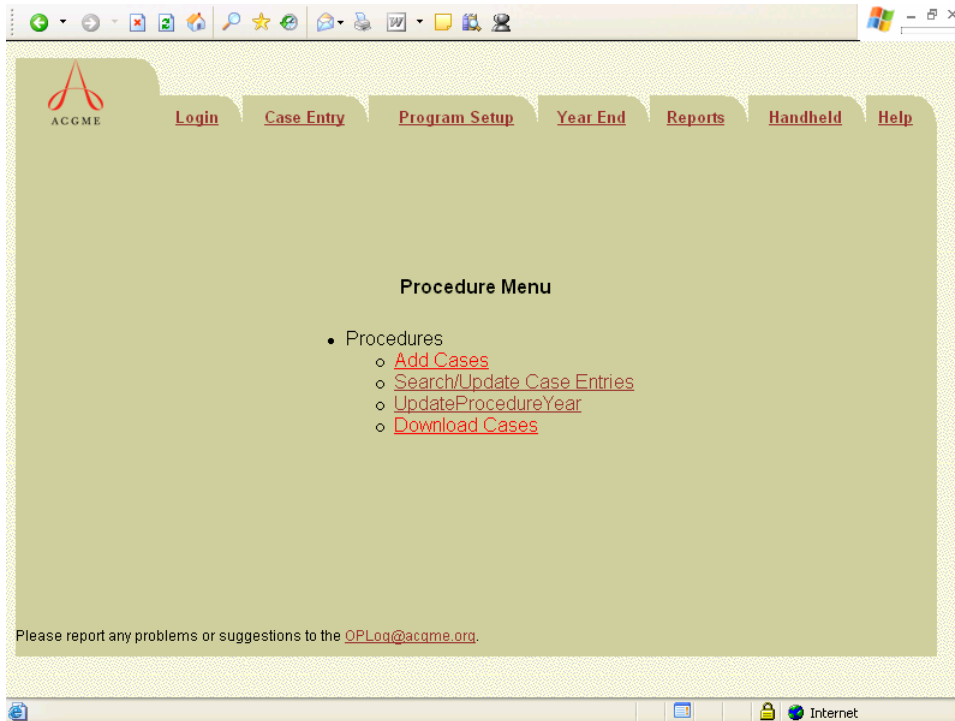 ACGME
Login Case Entry Program Setup Year End Reports Handheld Help
Procedure Menu
Procedures
Add Cases
Search/Update Case Entries
UpdateProcedureYear
Download Cases
Please report any problems or suggestions to the OPLog@acgme.org.
Internet